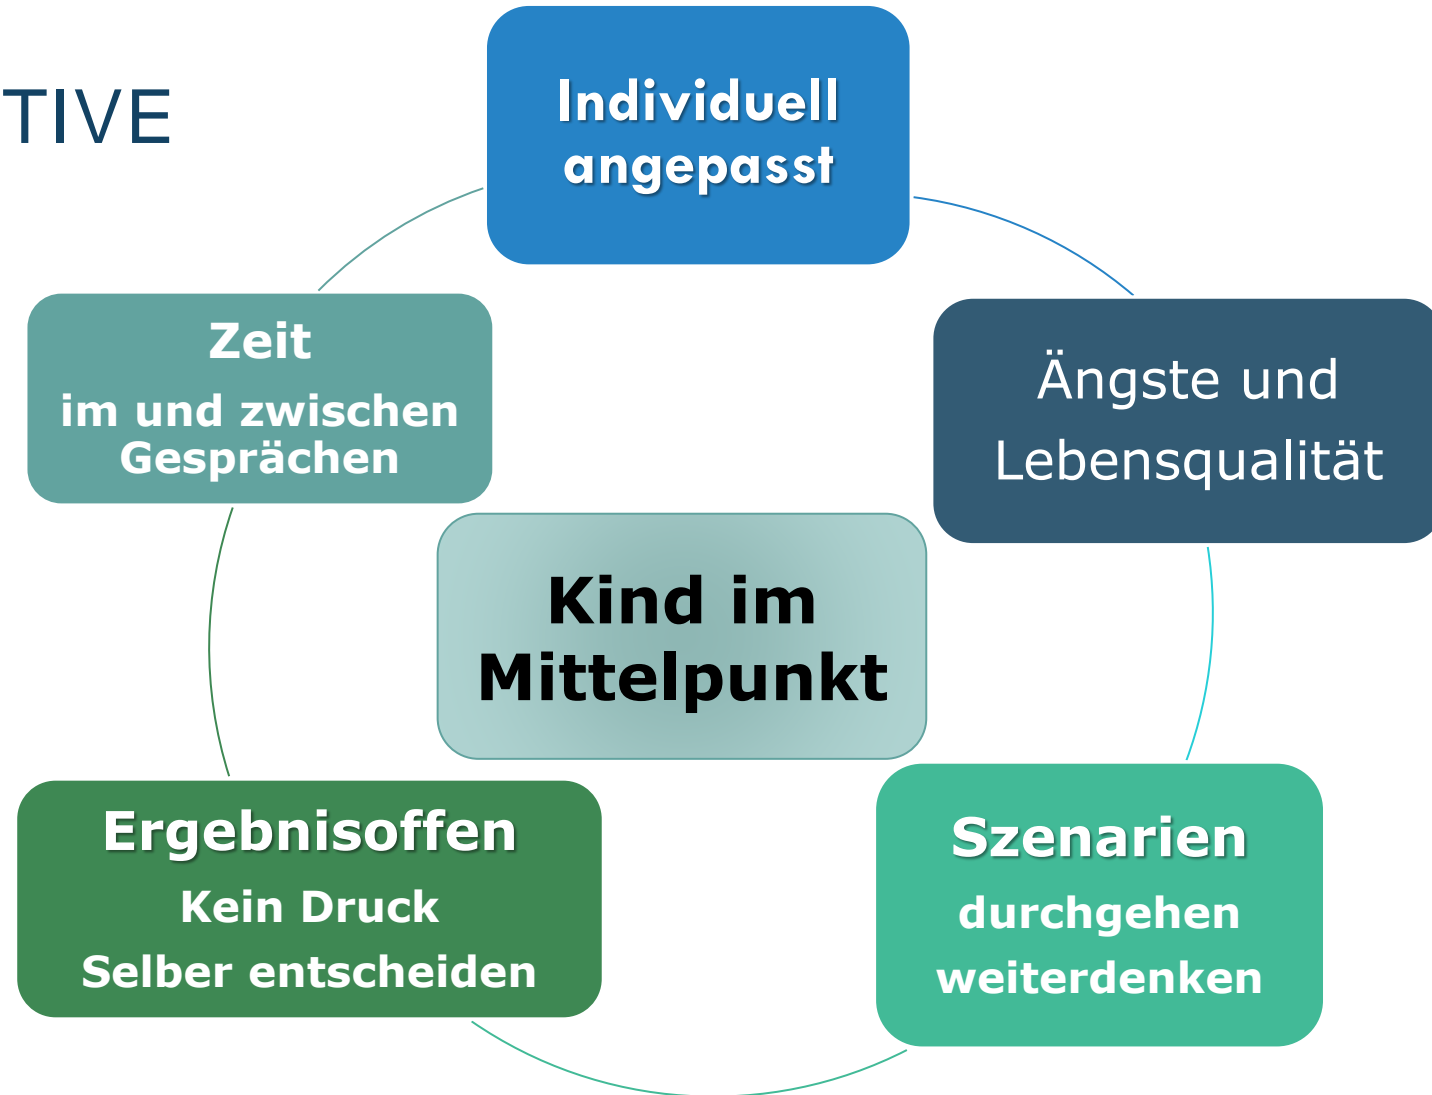 TIVE
Individuell
angepasst
Ängste und
Lebensqualität
Szenarien
durchgehen
weiterdenken
Ergebnisoffen
Kein Druck
Selber entscheiden
Zeit
im und zwischen
Gesprächen
Kind im
Mittelpunkt